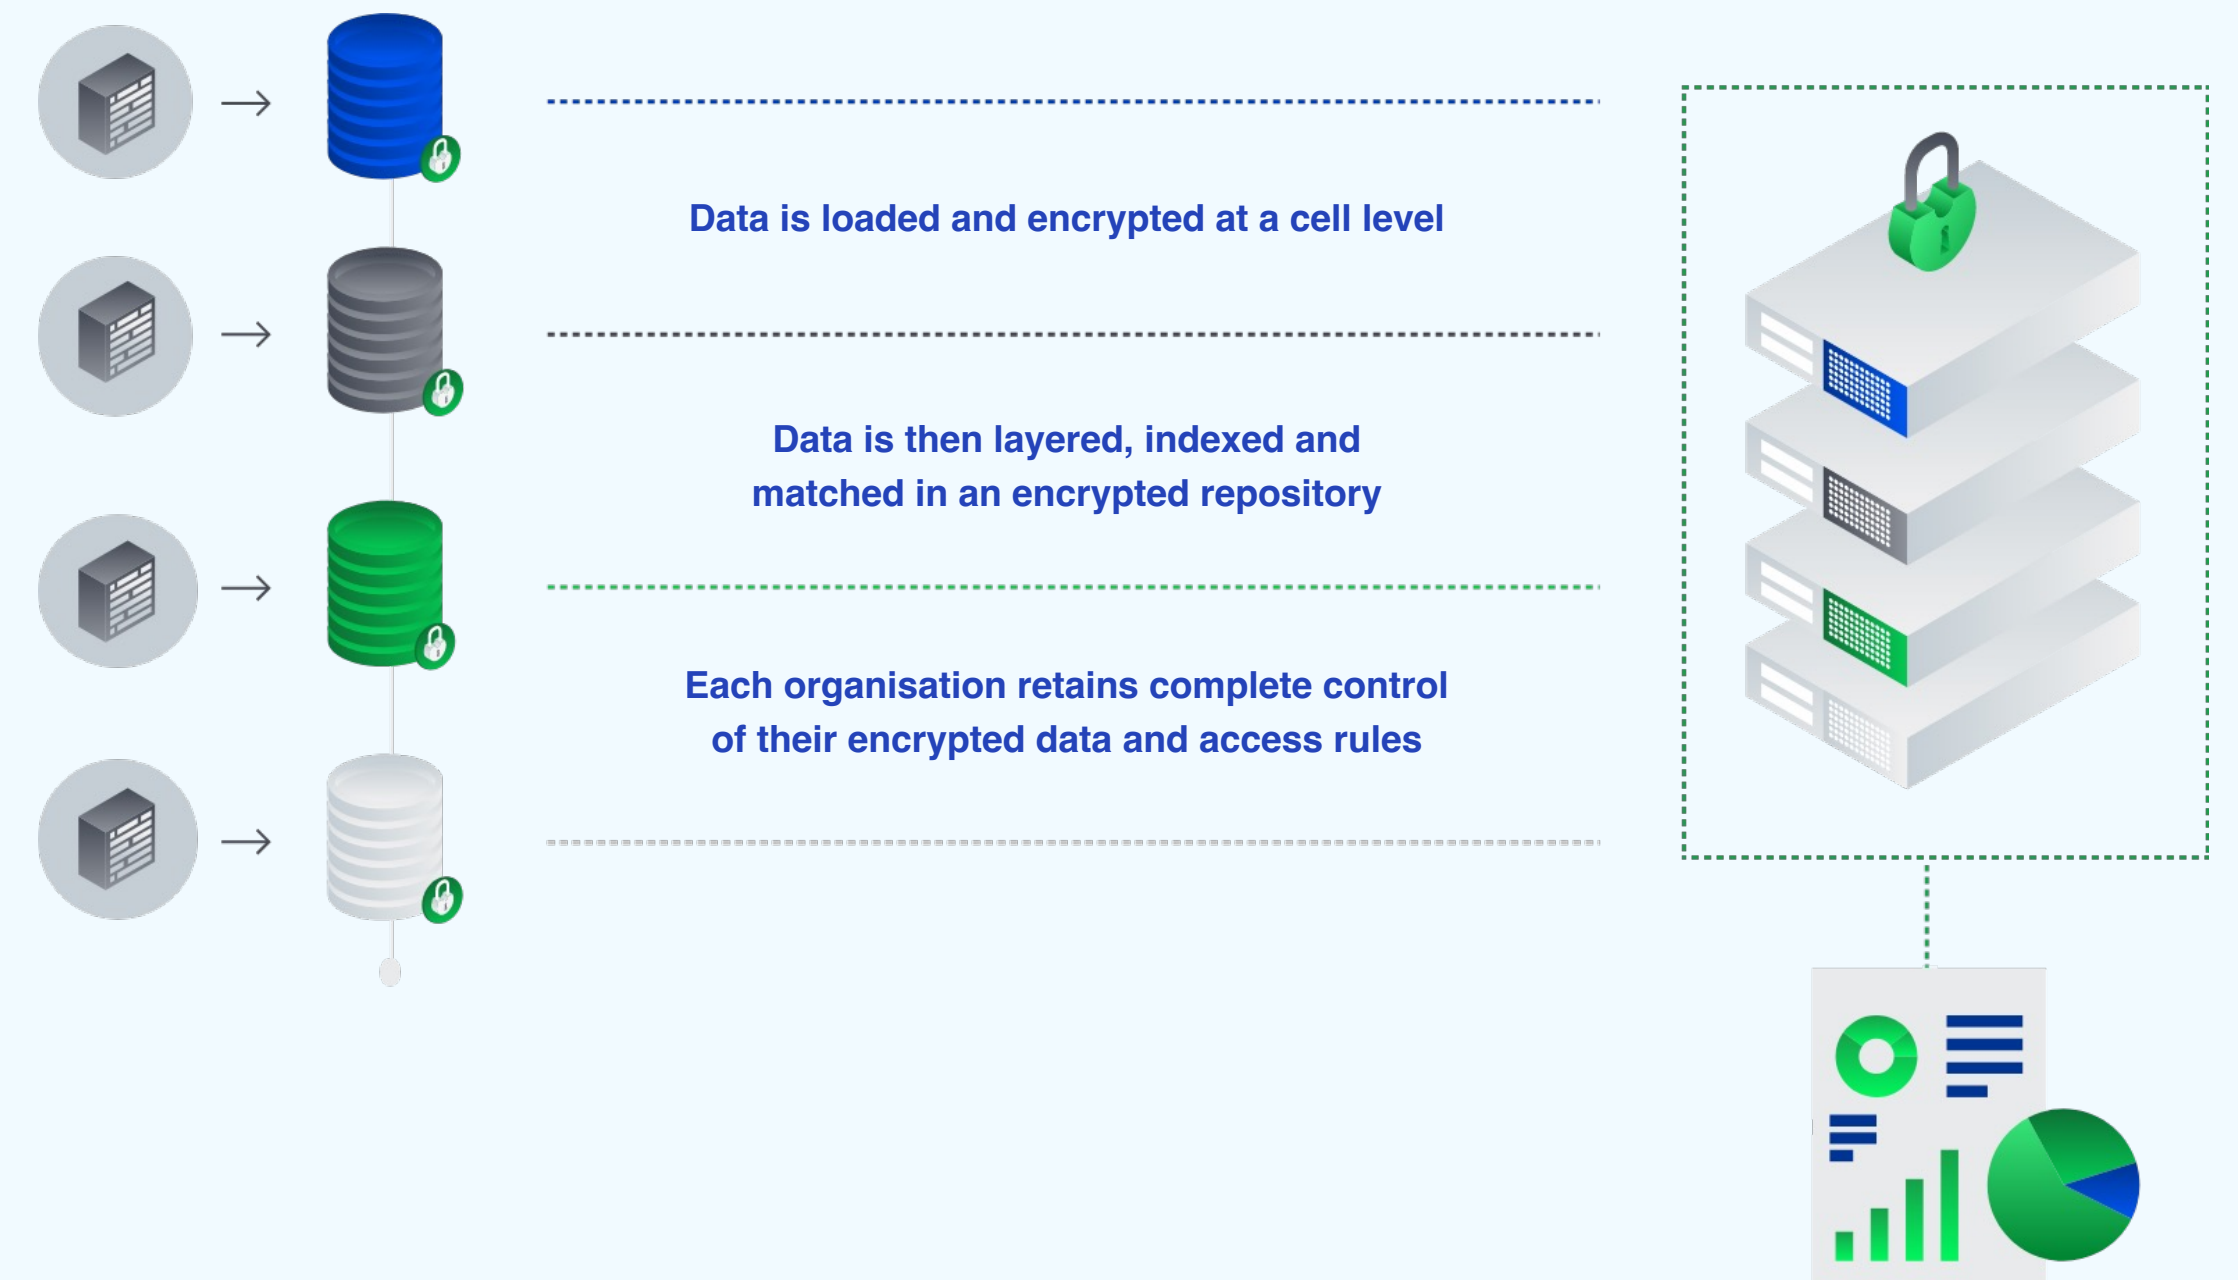 Data is loaded and encrypted at a cell level
Data is then layered, indexed and
matched in an encrypted repository
Each organisation retains complete control
of their encrypted data and access rules